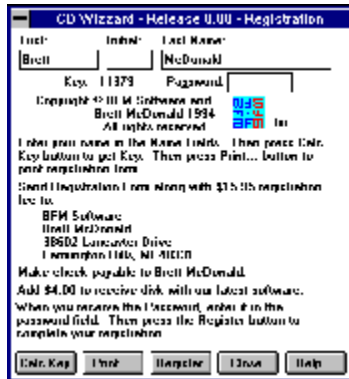 CD Wizzard - Release 0.00 - Registration
First: Initial: Last Name:
Brett McDonald
Key: 11379 Password:
Copyright © BFM Software and
Brett McDonald 1994
All rights reserved
Enter your name in the Name Fields. Then press Calc.
Key button to get Key. Then press Print... button to
print registration form.
Send Registration Form along with $15.95 registration
fee to:
BFM Software
Brett McDonald
38602 Lancaster Drive
Farmington Hills, MI
Make check payable to Brett McDonald.
Add $4.00 to receive disk with our latest software.
When you receive the Password, enter it in the
password field. Then press the Register button to
complete your registration.
Calc. Key Print Register Close Help